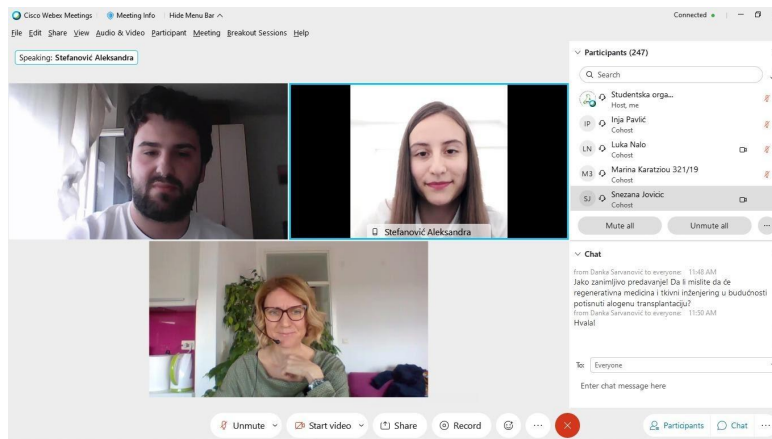 Cisco Webex Meetings Meeting Info Hide Menu Bar Connected
File Edit Share View Audio & Video Participant Meeting Breakout Sessions Help
Speaking: Stefanović Aleksandra
Stefanović Aleksandra
Participants (247)
Search
Studentska orga...
Host, me
IP Inja Pavlić
Cohost
LN Luka Nalo
Cohost
M3 Marina Karatziou 321/19
Cohost
SJ Snezana Jovicic
Cohost
Mute all Unmute all
Chat
from Danka Sarvanović to everyone: 11:48 AM
Jako zanimljivo predavanje! Da li mislite da će
regenerativna medicina i tkivni inženjering u budućnosti
potisnuti alogenu transplantaciju?
from Danka Sarvanović to everyone: 11:50 AM
Hvala!
To: Everyone
Enter chat message here
Unmute Start video Share Record Participants Chat